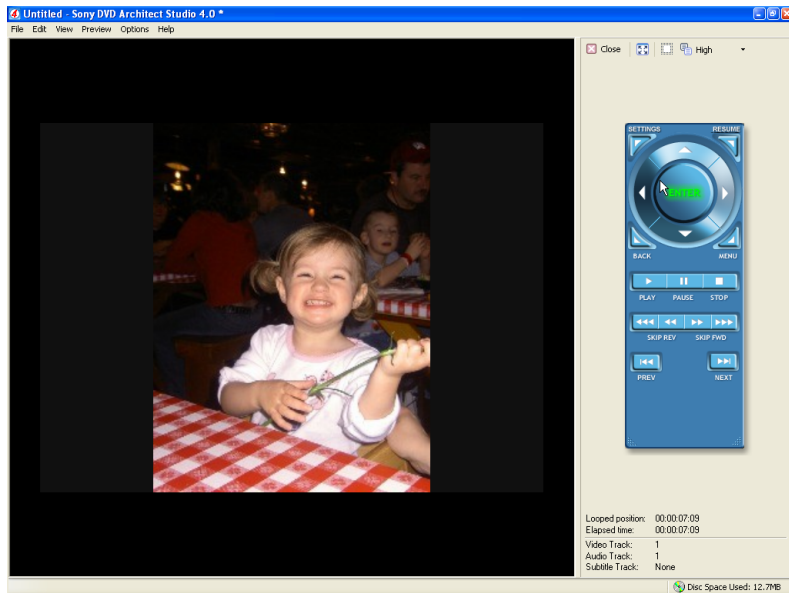 Untitled - Sony DVD Architect Studio 4.0 *
File Edit View Preview Options Help
Close High
SETTINGS RESUME
ENTER
BACK MENU
PLAY PAUSE STOP
SKIP REV SKIP FWD
PREV NEXT
Looped position: 00:00:07:09
Elapsed time: 00:00:07:09
Video Track: 1
Audio Track: 1
Subtitle Track: None
Disc Space Used: 12.7MB